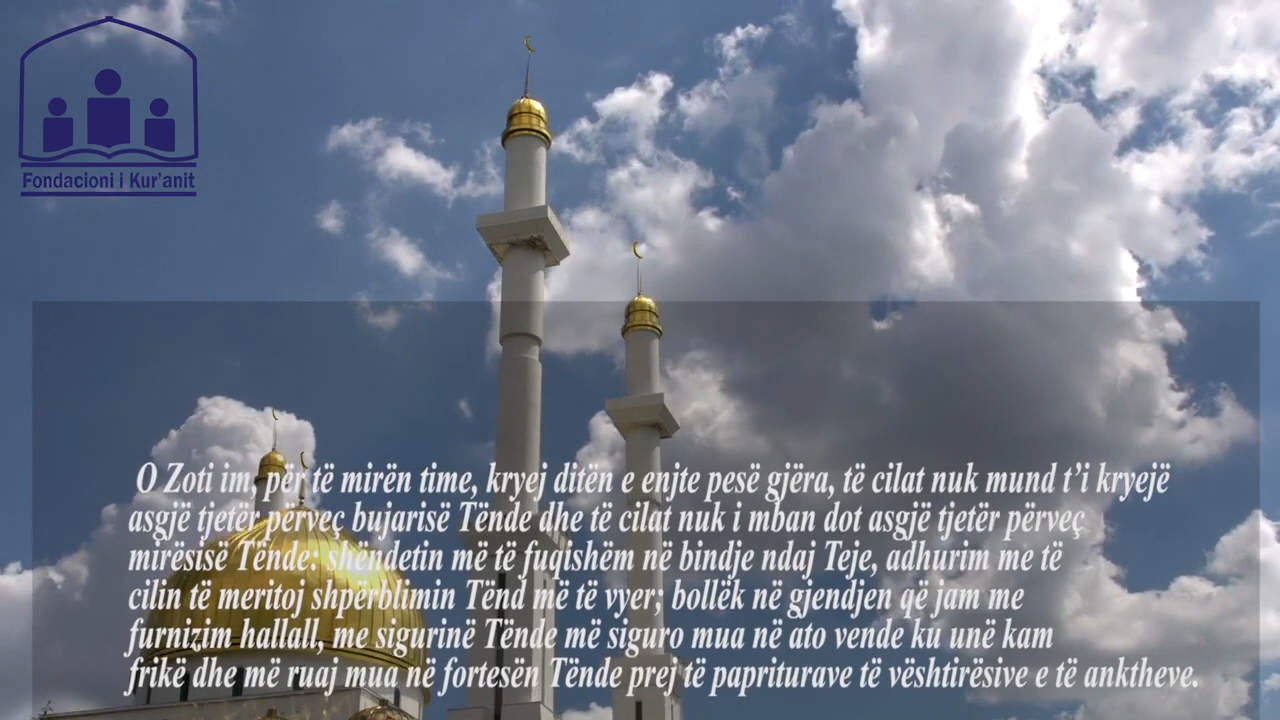 Fondacioni i Kur'anit
O Zoti im, për të mirën time, kryej ditën e enjte pesë gjëra, të cilat nuk mund t’i kryejë
asgjë tjetër përveç bujarisë Tënde dhe të cilat nuk i mban dot asgjë tjetër përveç
mirësisë Tënde: shëndetin më të fuqishëm në bindje ndaj Teje, adhurim me të
cilin të meritoj shpërblimin Tënd më të vyer; bollëk në gjendjen që jam me
furnizim hallall, me sigurinë Tënde më siguro mua në ato vende ku unë kam
frikë dhe më ruaj mua në fortesën Tënde prej të papriturave të vështirësive e të anktheve.